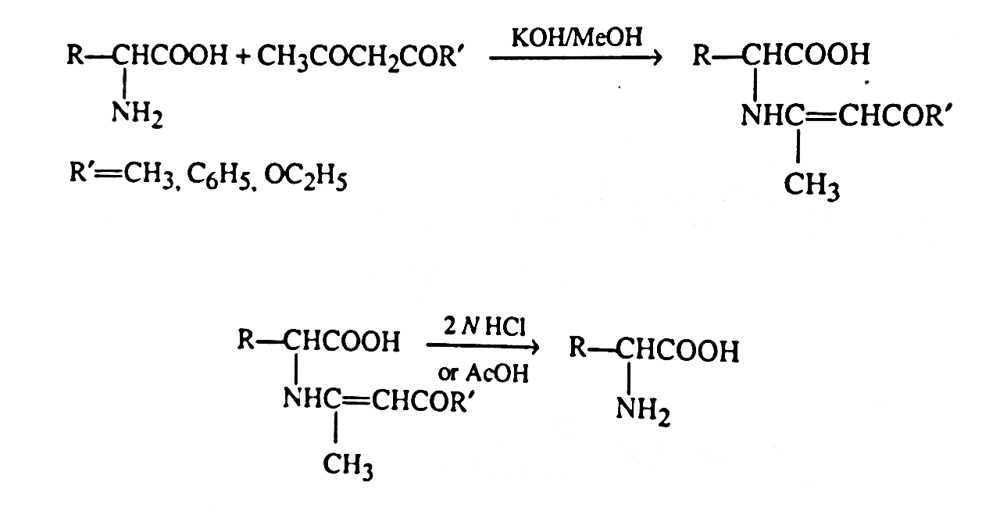 KOH/MeOH
R—CHCOOH + CH₃COCH₂COR′ → R—CHCOOH
NH₂ NHC=CHCOR′
R′=CH₃, C₆H₅, OC₂H₅ CH₃
2 N HCl
R—CHCOOH → R—CHCOOH
or AcOH
NHC=CHCOR′ NH₂
CH₃